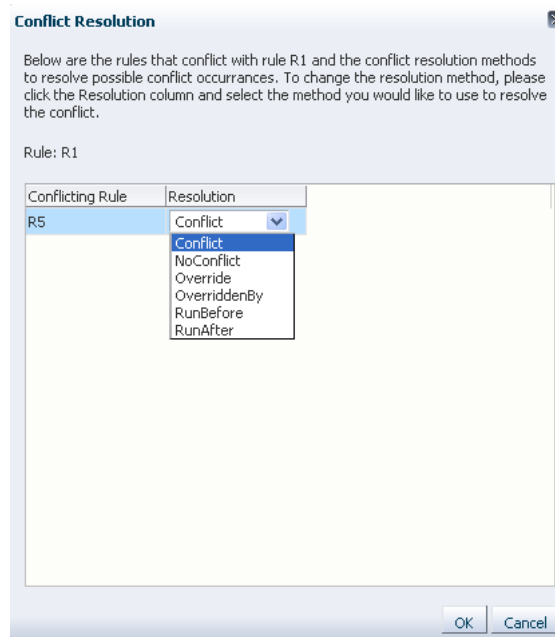 Conflict Resolution
Below are the rules that conflict with rule R1 and the conflict resolution methods
to resolve possible conflict occurrances. To change the resolution method, please
click the Resolution column and select the method you would like to use to resolve
the conflict.
Rule: R1
Conflicting Rule Resolution
R5 Conflict
Conflict
NoConflict
Override
OverriddenBy
RunBefore
RunAfter
OK Cancel